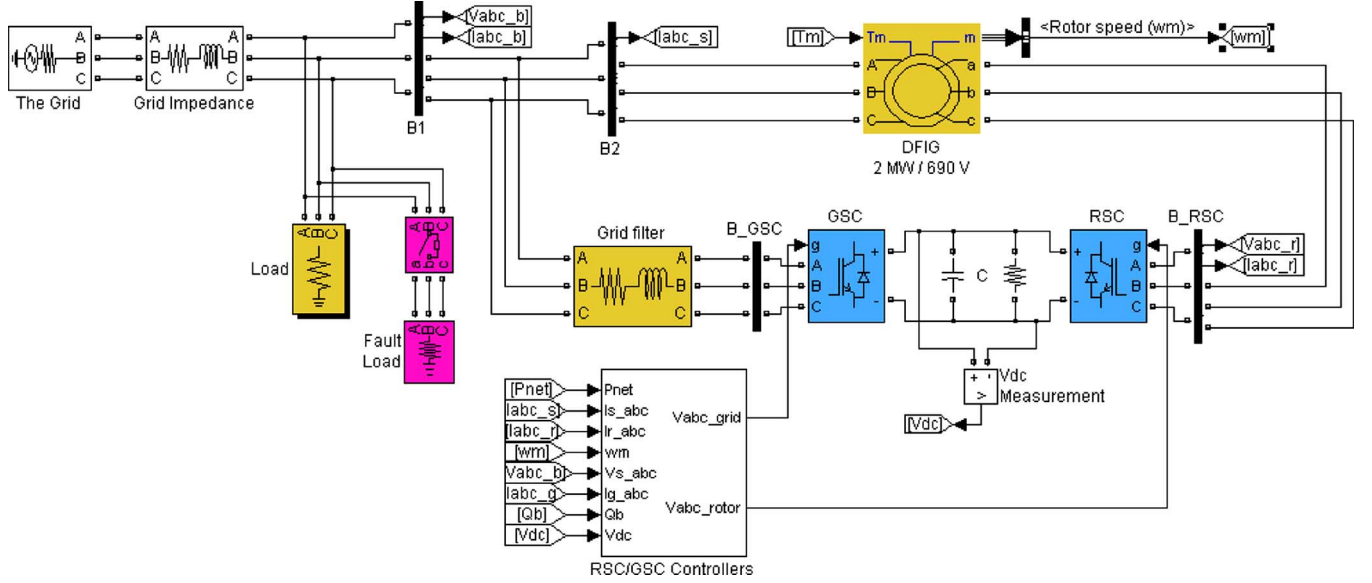 A
B
C
The Grid
A
B
C
A
B
C
Grid Impedance
Vabc_b]
[Iabc_b]
B1
[Iabc_s]
B2
[Tm]
Tm
m
A
B
C
a
b
c
DFIG
2 MW / 690 V
<Rotor speed (wm)>
[wm]
A
B
C
Load
A
B
C
a
b
c
A
B
C
Fault
Load
Grid filter
A
B
C
A
B
C
B_GSC
GSC
g
A
B
C
+
-
C
RSC
+
-
g
A
B
C
B_RSC
Vabc_r]
[Iabc_r]
+ -
v
Vdc
Measurement
[Vdc]
[Pnet]
Iabc_s]
[Iabc_r]
[wm]
Vabc_b]
Iabc_g]
[Qb]
[Vdc]
Pnet
Is_abc
Ir_abc
wm
Vs_abc
Ig_abc
Qb
Vdc
Vabc_grid
Vabc_rotor
RSC/GSC Controllers